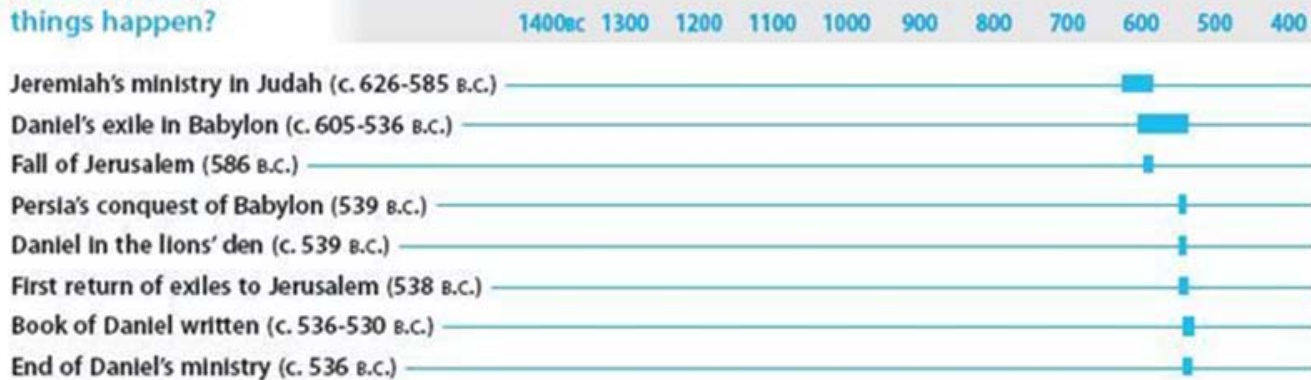 things happen? 1400BC 1300 1200 1100 1000 900 800 700 600 500 400
Jeremiah's ministry in Judah (c. 626-585 B.C.)
Daniel's exile in Babylon (c. 605-536 B.C.)
Fall of Jerusalem (586 B.C.)
Persia's conquest of Babylon (539 B.C.)
Daniel in the lions' den (c. 539 B.C.)
First return of exiles to Jerusalem (538 B.C.)
Book of Daniel written (c. 536-530 B.C.)
End of Daniel's ministry (c. 536 B.C.)